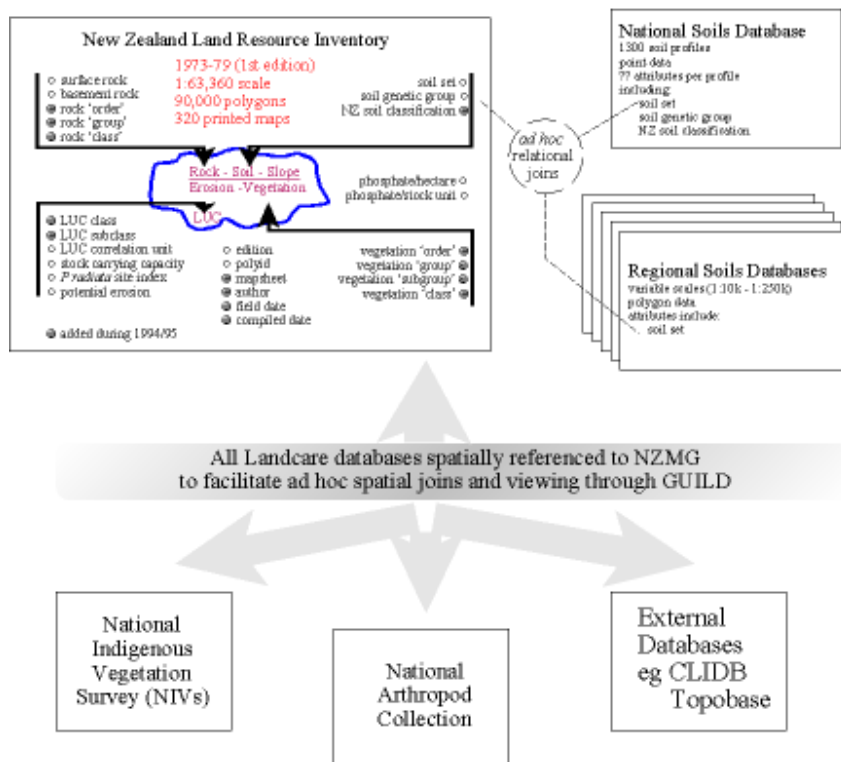 New Zealand Land Resource Inventory
1973-79 (1st edition)
1:63,360 scale
90,000 polygons
320 printed maps
surface rock
basement rock
rock 'order'
rock 'group'
rock 'class'
soil set
soil genetic group
NZ soil classification
Rock - Soil - Slope
Erosion -Vegetation
LUC
phosphate/hectare
phosphate/stock unit
LUC class
LUC subclass
LUC correlation unit
stock carrying capacity
P radiata site index
potential erosion
edition
polyid
mapsheet
author
field date
compiled date
vegetation 'order'
vegetation 'group'
vegetation 'subgroup'
vegetation 'class'
added during 1994/95
ad hoc
relational
joins
National Soils Database
1300 soil profiles
point data
?? attributes per profile
including:
soil set
soil genetic group
NZ soil classification
Regional Soils Databases
variable scales (1:10k - 1:250k)
polygon data
attributes include:
. soil set
All Landcare databases spatially referenced to NZMG
to facilitate ad hoc spatial joins and viewing through GUILD
National
Indigenous
Vegetation
Survey (NIVs)
National
Arthropod
Collection
External
Databases
eg CLIDB
Topobase